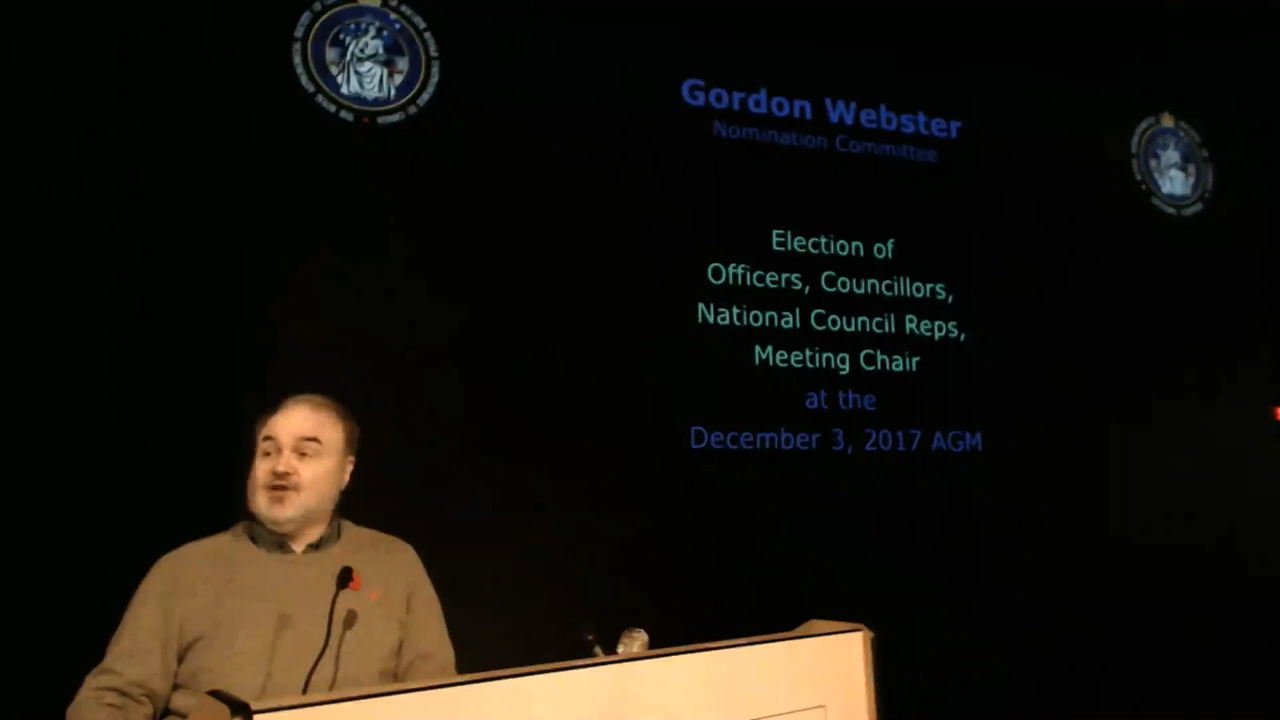 Gordon Webster
Nomination Committee
Election of
Officers, Councillors,
National Council Reps,
Meeting Chair
at the
December 3, 2017 AGM